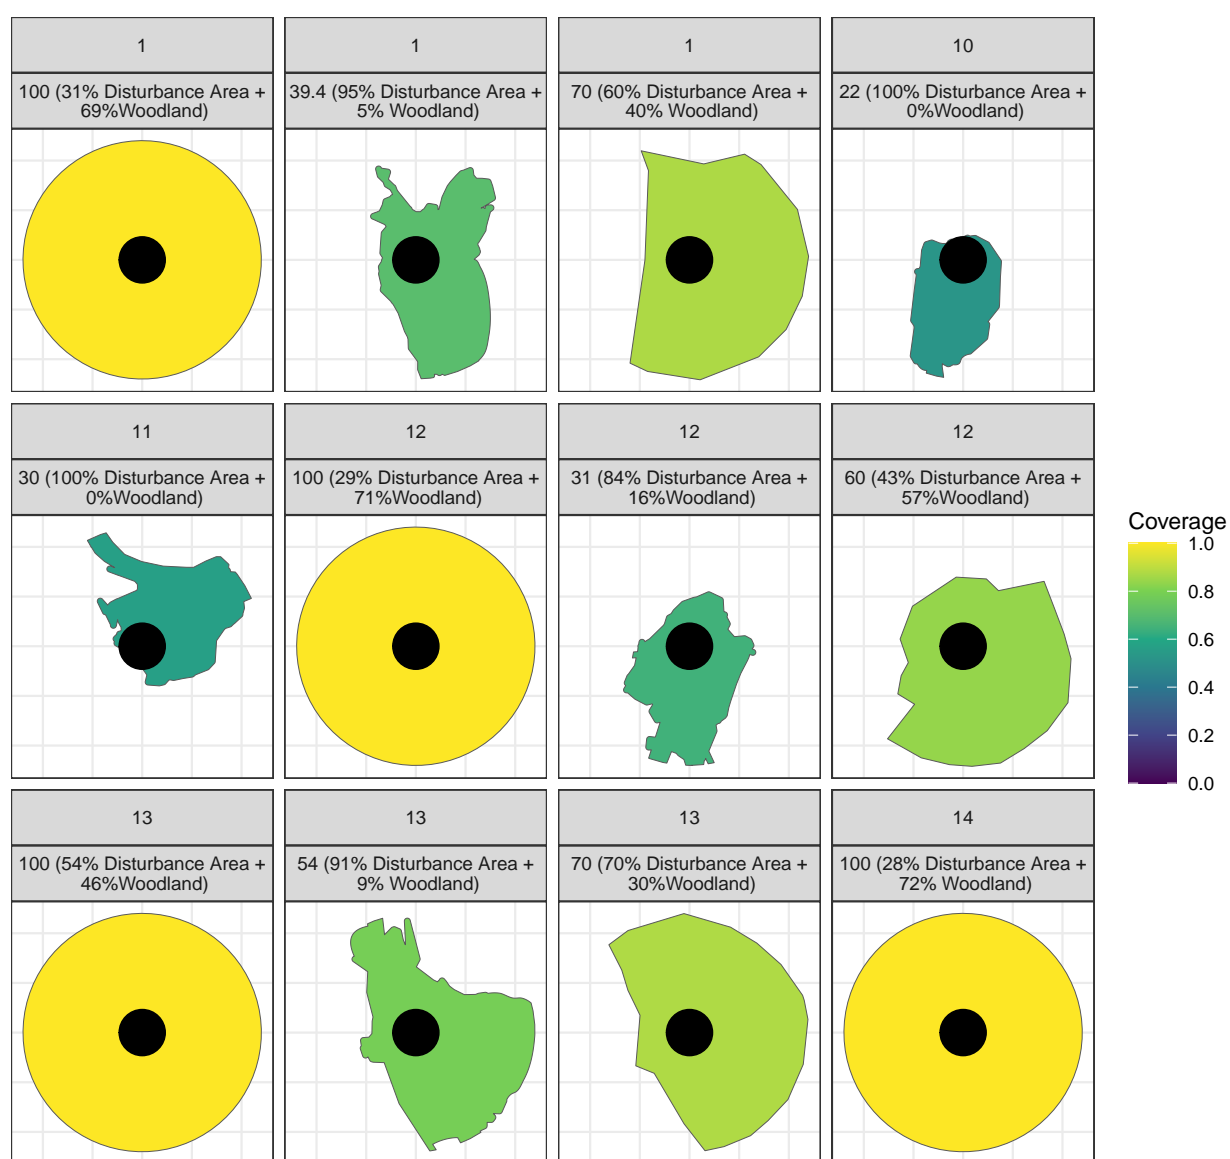 1
100 (31% Disturbance Area +
69%Woodland)
1
39.4 (95% Disturbance Area +
5% Woodland)
1
70 (60% Disturbance Area +
40% Woodland)
10
22 (100% Disturbance Area +
0%Woodland)
11
30 (100% Disturbance Area +
0%Woodland)
12
100 (29% Disturbance Area +
71%Woodland)
12
31 (84% Disturbance Area +
16%Woodland)
12
60 (43% Disturbance Area +
57%Woodland)
13
100 (54% Disturbance Area +
46%Woodland)
13
54 (91% Disturbance Area +
9% Woodland)
13
70 (70% Disturbance Area +
30%Woodland)
14
100 (28% Disturbance Area +
72% Woodland)
Coverage
1.0
0.8
0.6
0.4
0.2
0.0